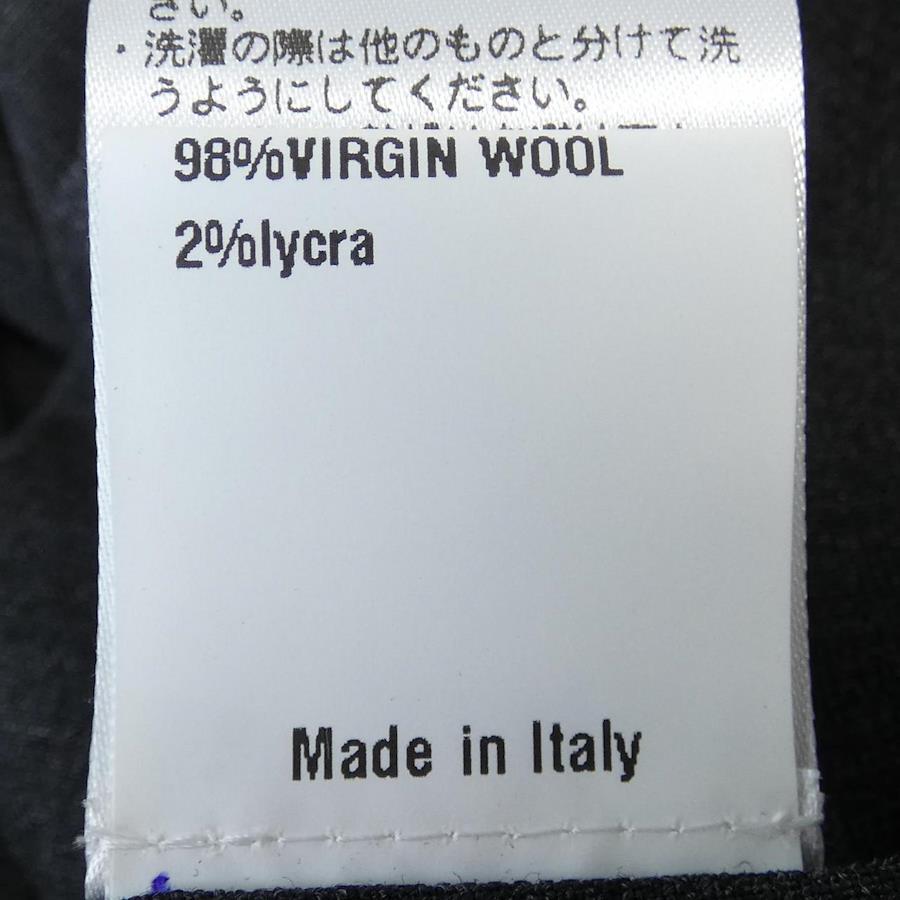 さい。
・洗濯の際は他のものと分けて洗
うようにしてください。
98%VIRGIN WOOL
2%lycra
Made in Italy